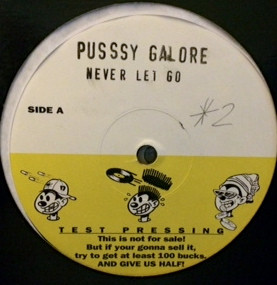 PUSSSY GALORE
NEVER LET GO
SIDE A
#2
TEST PRESSING
This is not for sale!
But if your gonna sell it,
try to get at least 100 bucks.
AND GIVE US HALF!